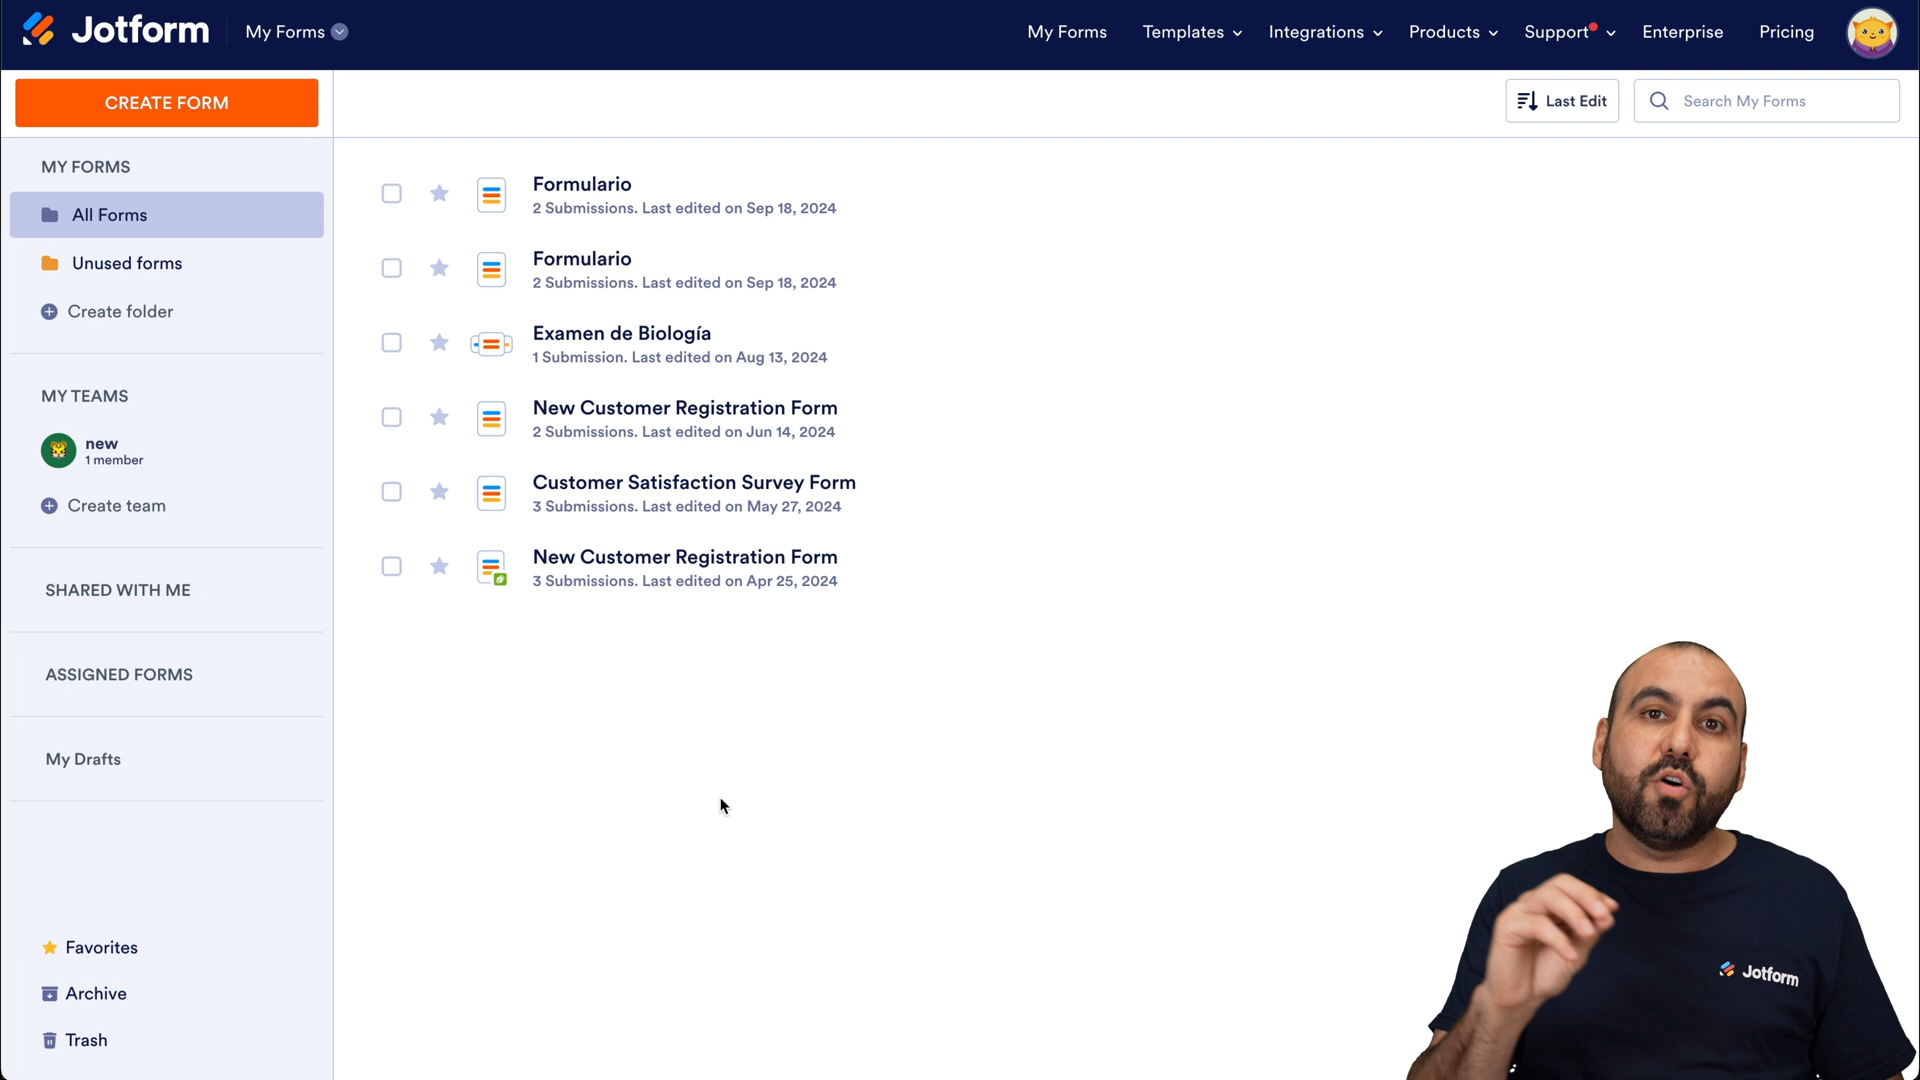 Jotform
My Forms
My Forms
Templates
Integrations
Products
Support
Enterprise
Pricing
CREATE FORM
Last Edit
Search My Forms
MY FORMS
All Forms
Unused forms
Create folder
MY TEAMS
new
1 member
Create team
SHARED WITH ME
ASSIGNED FORMS
My Drafts
Favorites
Archive
Trash
Formulario
2 Submissions. Last edited on Sep 18, 2024
Formulario
2 Submissions. Last edited on Sep 18, 2024
Examen de Biología
1 Submission. Last edited on Aug 13, 2024
New Customer Registration Form
2 Submissions. Last edited on Jun 14, 2024
Customer Satisfaction Survey Form
3 Submissions. Last edited on May 27, 2024
New Customer Registration Form
3 Submissions. Last edited on Apr 25, 2024
Jotform